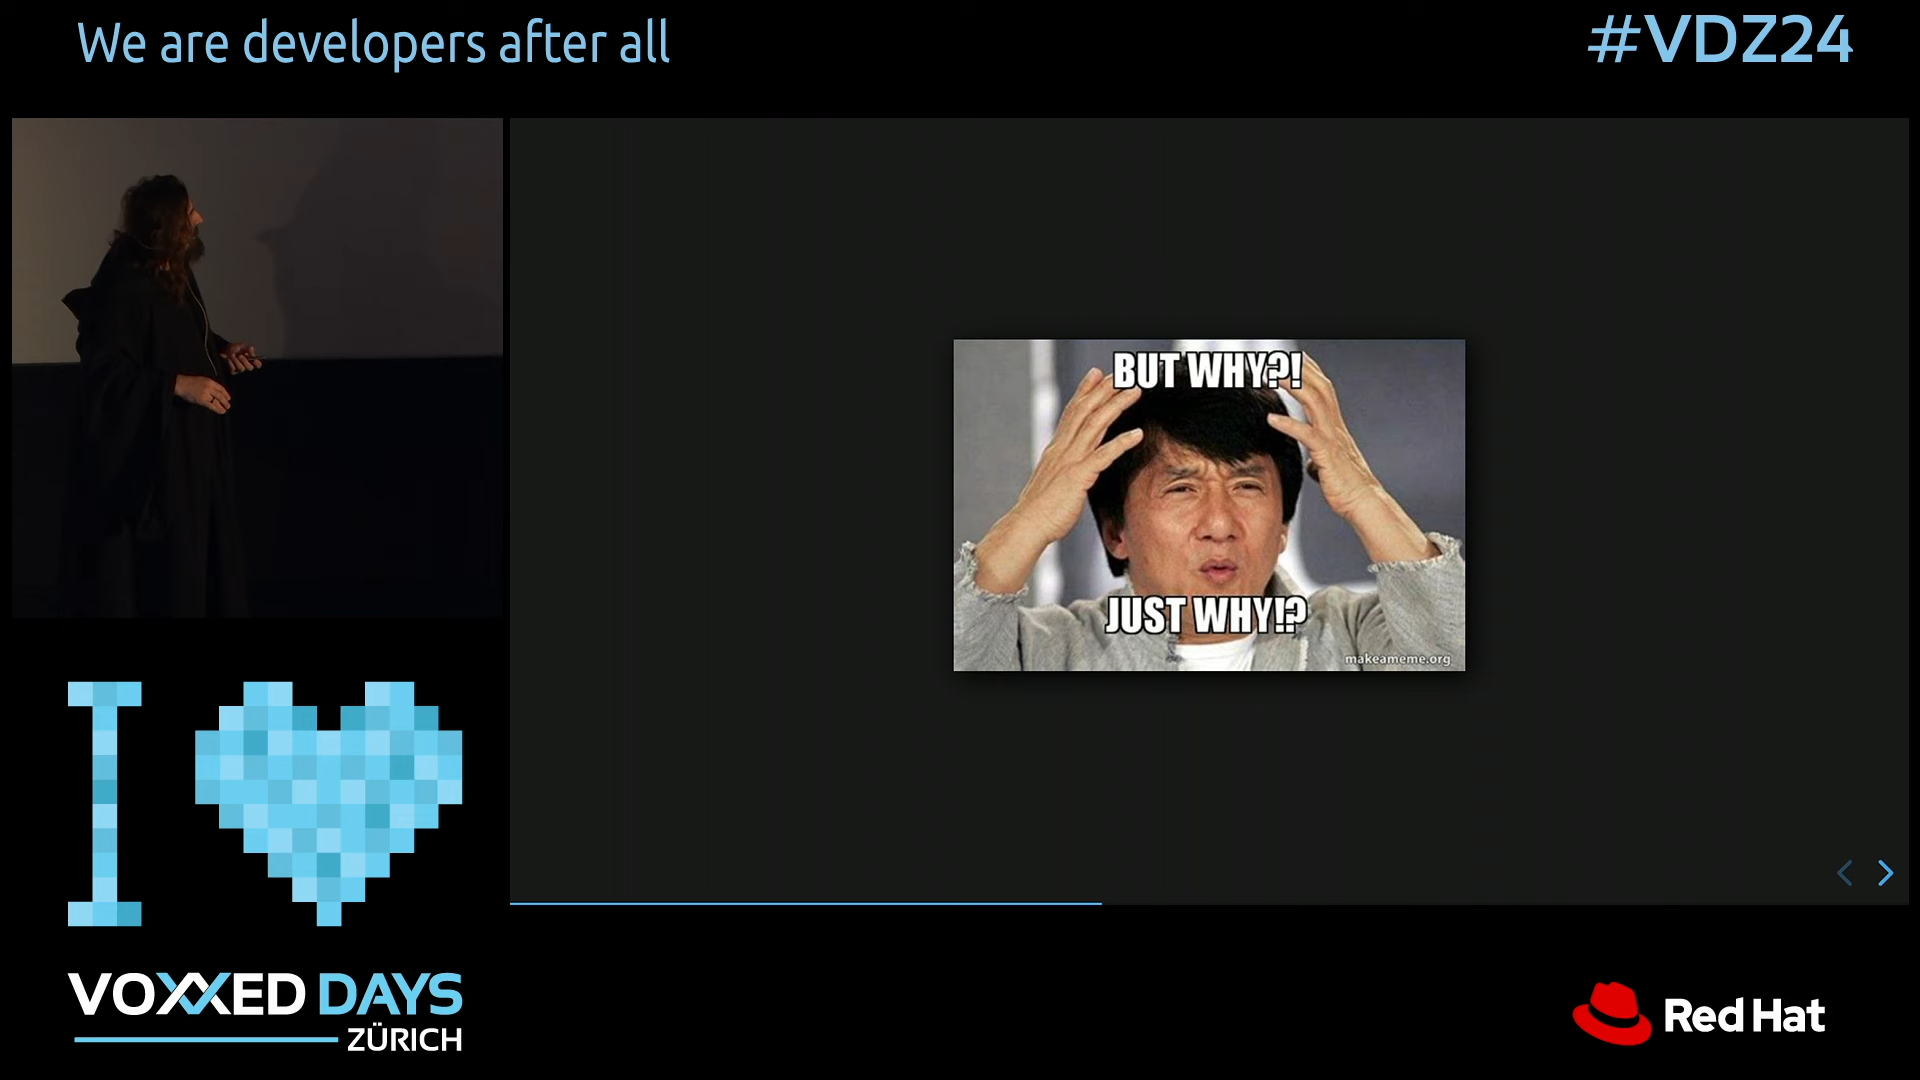 We are developers after all
#VDZ24
BUT WHY?!
JUST WHY!?
makeameme.org
I
VOXXED DAYS
ZÜRICH
Red Hat